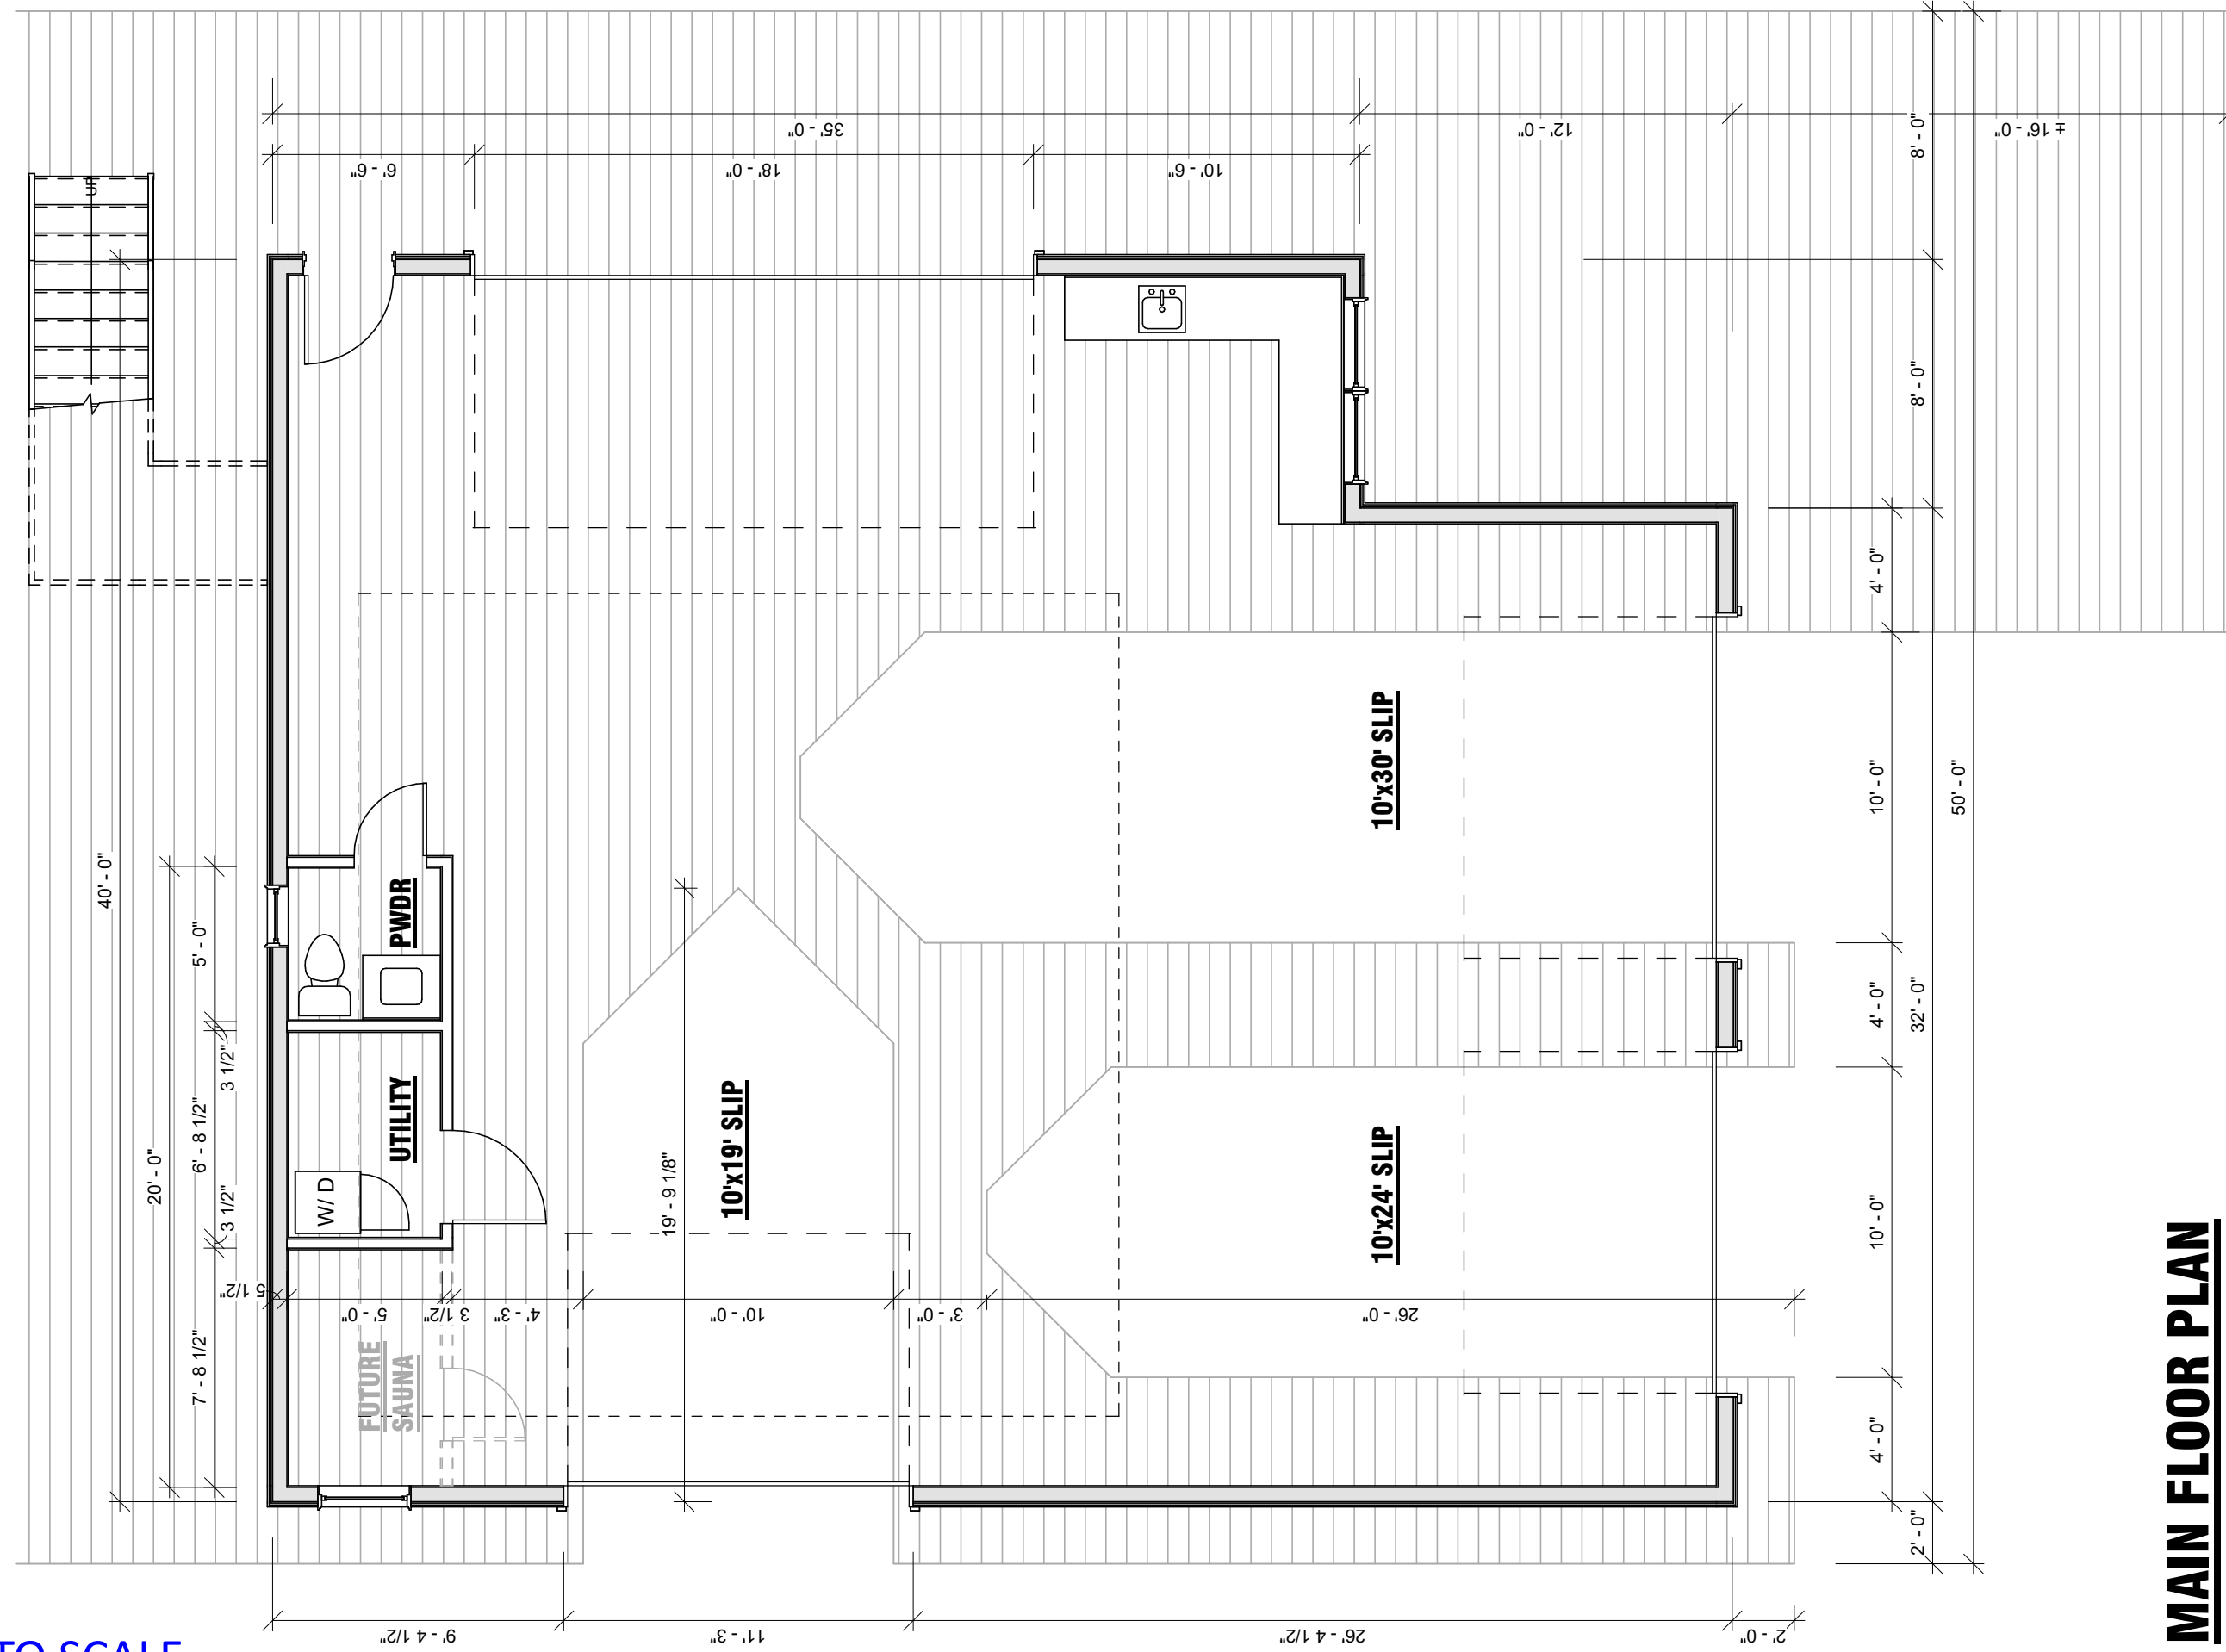 UP
6' - 6"
18' - 0"
10' - 6"
35' - 0"
12' - 0"
± 16' - 0"
8' - 0"
8' - 0"
4' - 0"
10' - 0"
4' - 0"
32' - 0"
50' - 0"
10' - 0"
4' - 0"
2' - 0"
40' - 0"
20' - 0"
5' - 0"
3 1/2"
6' - 8 1/2"
3 1/2"
7' - 8 1/2"
PWDR
UTILITY
W/ D
FUTURE
SAUNA
5 1/2"
5' - 0"
3 1/2"
4' - 3"
10' - 0"
3' - 0"
26' - 0"
19' - 9 1/8"
10'x19' SLIP
10'x30' SLIP
10'x24' SLIP
9' - 4 1/2"
11' - 3"
26' - 4 1/2"
2' - 0"
MAIN FLOOR PLAN
TO SCALE